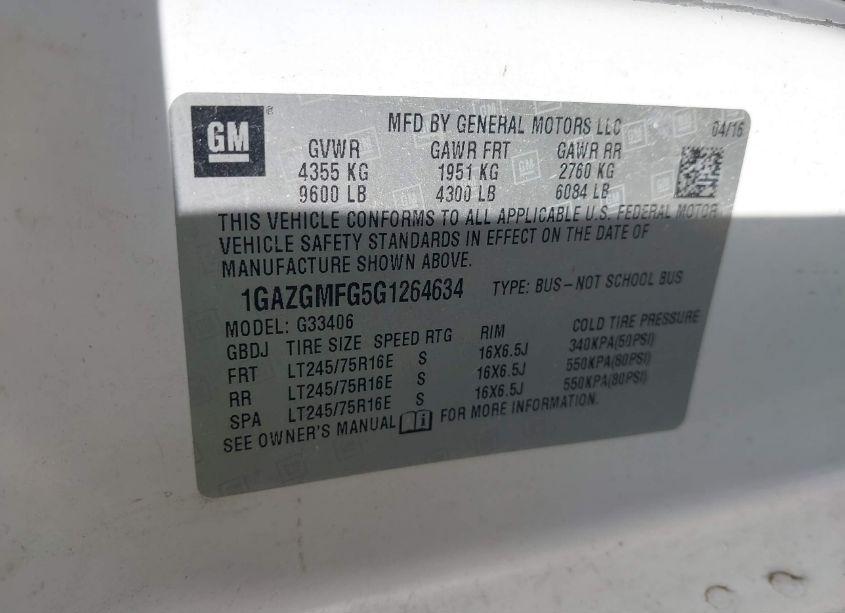 GM ®
MFD BY GENERAL MOTORS LLC 04/16
GVWR GAWR FRT GAWR RR
4355 KG 1951 KG 2760 KG
9600 LB 4300 LB 6084 LB
THIS VEHICLE CONFORMS TO ALL APPLICABLE U.S. FEDERAL MOTOR
VEHICLE SAFETY STANDARDS IN EFFECT ON THE DATE OF
MANUFACTURE SHOWN ABOVE.
1GAZGMFG5G1264634 TYPE: BUS-NOT SCHOOL BUS
MODEL: G33406
GBDJ TIRE SIZE SPEED RTG RIM COLD TIRE PRESSURE
FRT LT245/75R16E S 16X6.5J 340KPA(50PSI)
RR LT245/75R16E S 16X6.5J 550KPA(80PSI)
SPA LT245/75R16E S 16X6.5J 550KPA(80PSI)
SEE OWNER'S MANUAL FOR MORE INFORMATION.